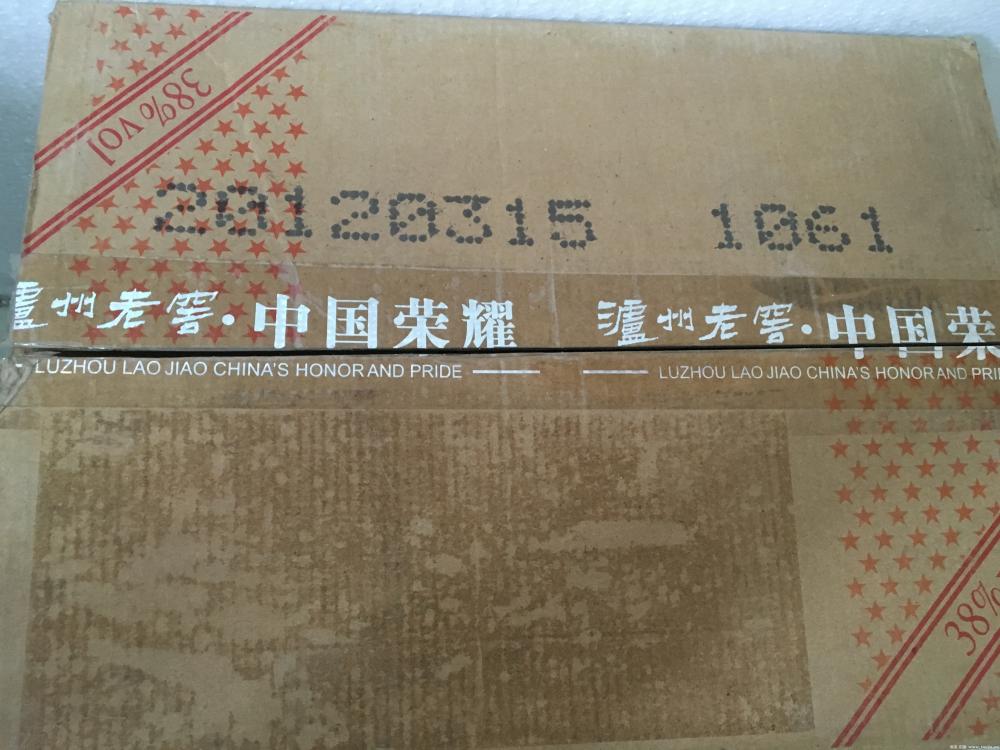 38% vol
20120315 1061
泸州老窖·中国荣耀 瀘州老窖·中国荣
LUZHOU LAO JIAO CHINA'S HONOR AND PRIDE LUZHOU LAO JIAO CHINA'S HONOR AND PRI
38%